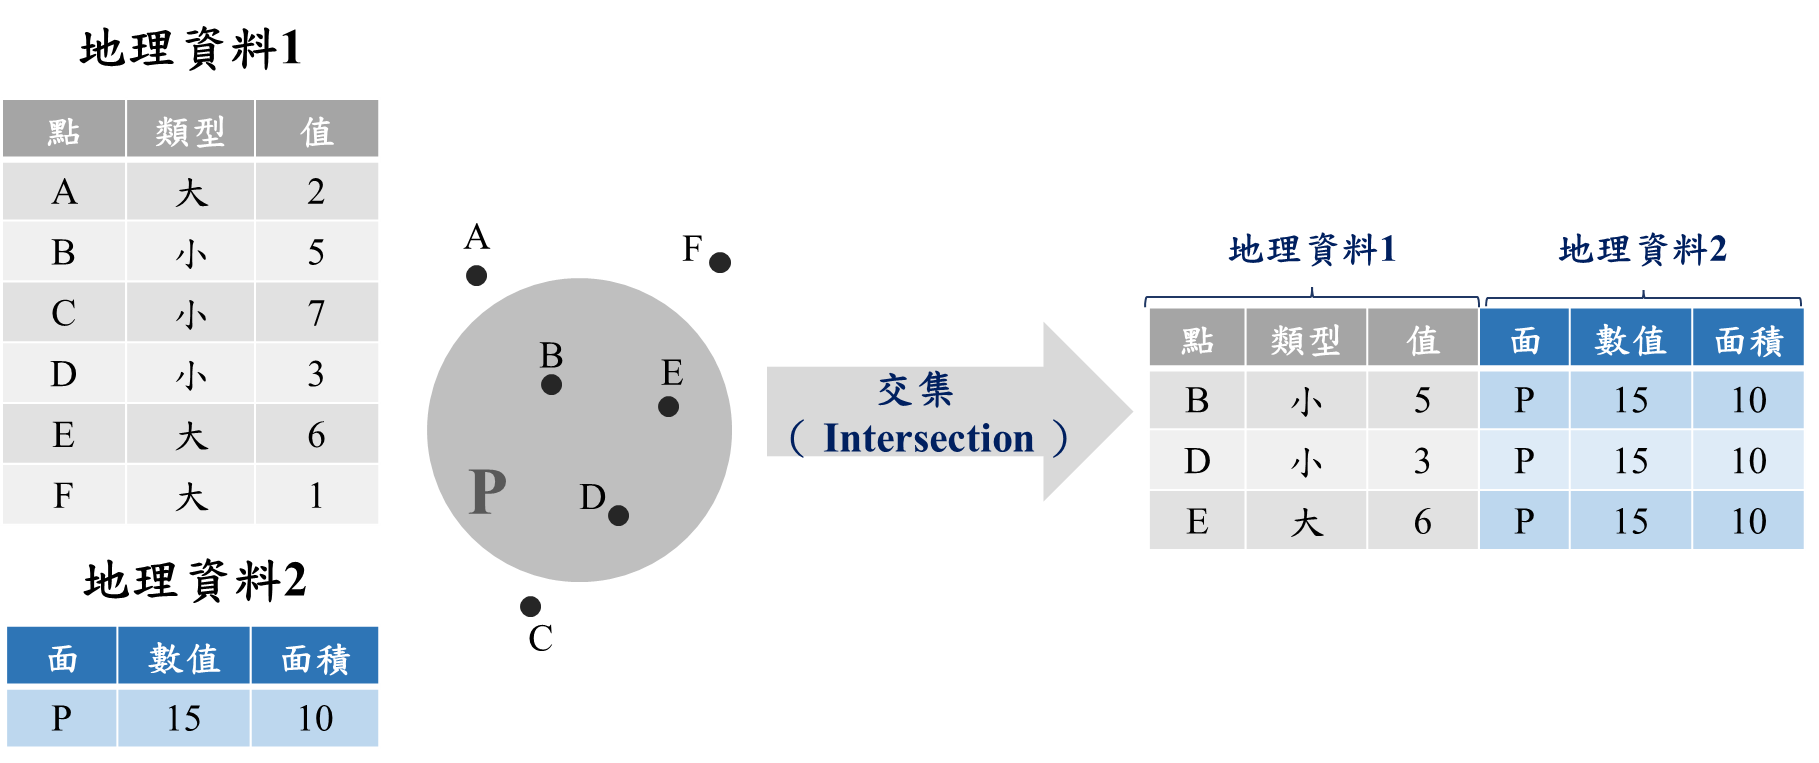 地理資料1
點 類型 值
A 大 2
B 小 5
C 小 7
D 小 3
E 大 6
F 大 1
地理資料2
面 數值 面積
P 15 10
A
F
B
E
P
D
C
交集
( Intersection )
地理資料1 地理資料2
點 類型 值 面 數值 面積
B 小 5 P 15 10
D 小 3 P 15 10
E 大 6 P 15 10